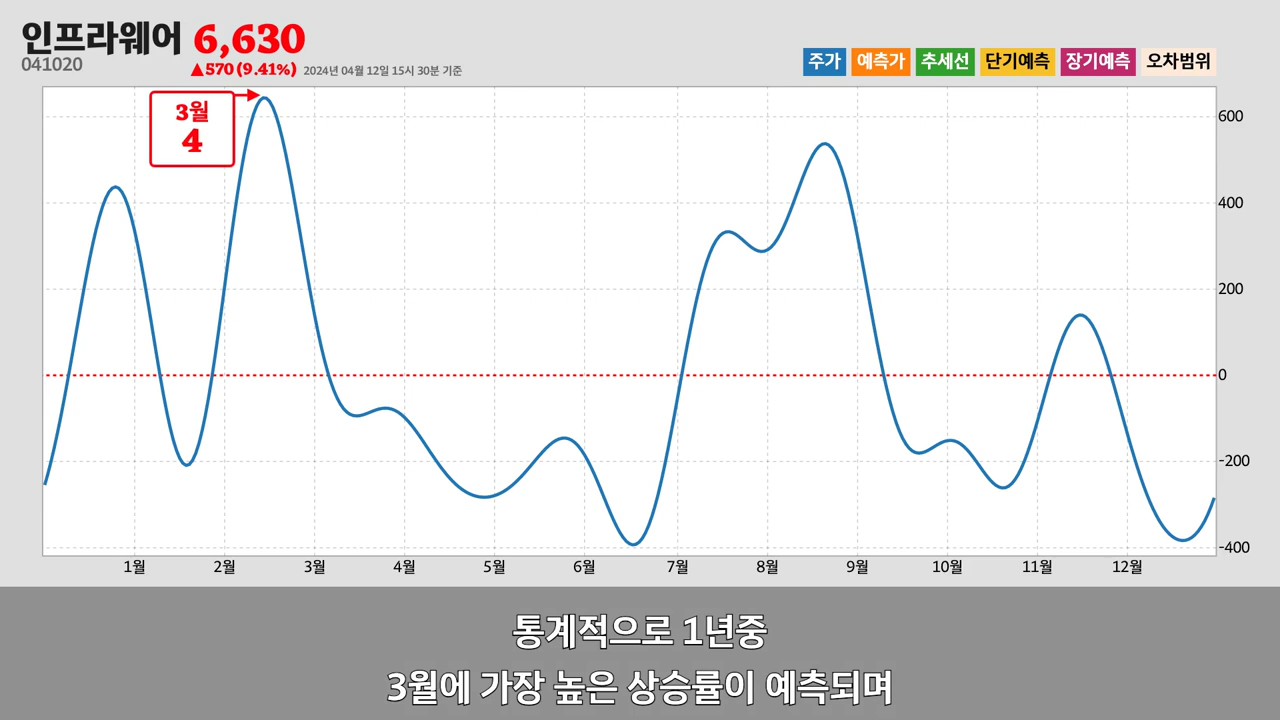 인프라웨어 6,630
041020 ▲570 (9.41%) 2024년 04월 12일 15시 30분 기준
주가 예측가 추세선 단기예측 장기예측 오차범위
3월
4
600
400
200
0
-200
-400
1월 2월 3월 4월 5월 6월 7월 8월 9월 10월 11월 12월
통계적으로 1년중
3월에 가장 높은 상승률이 예측되며